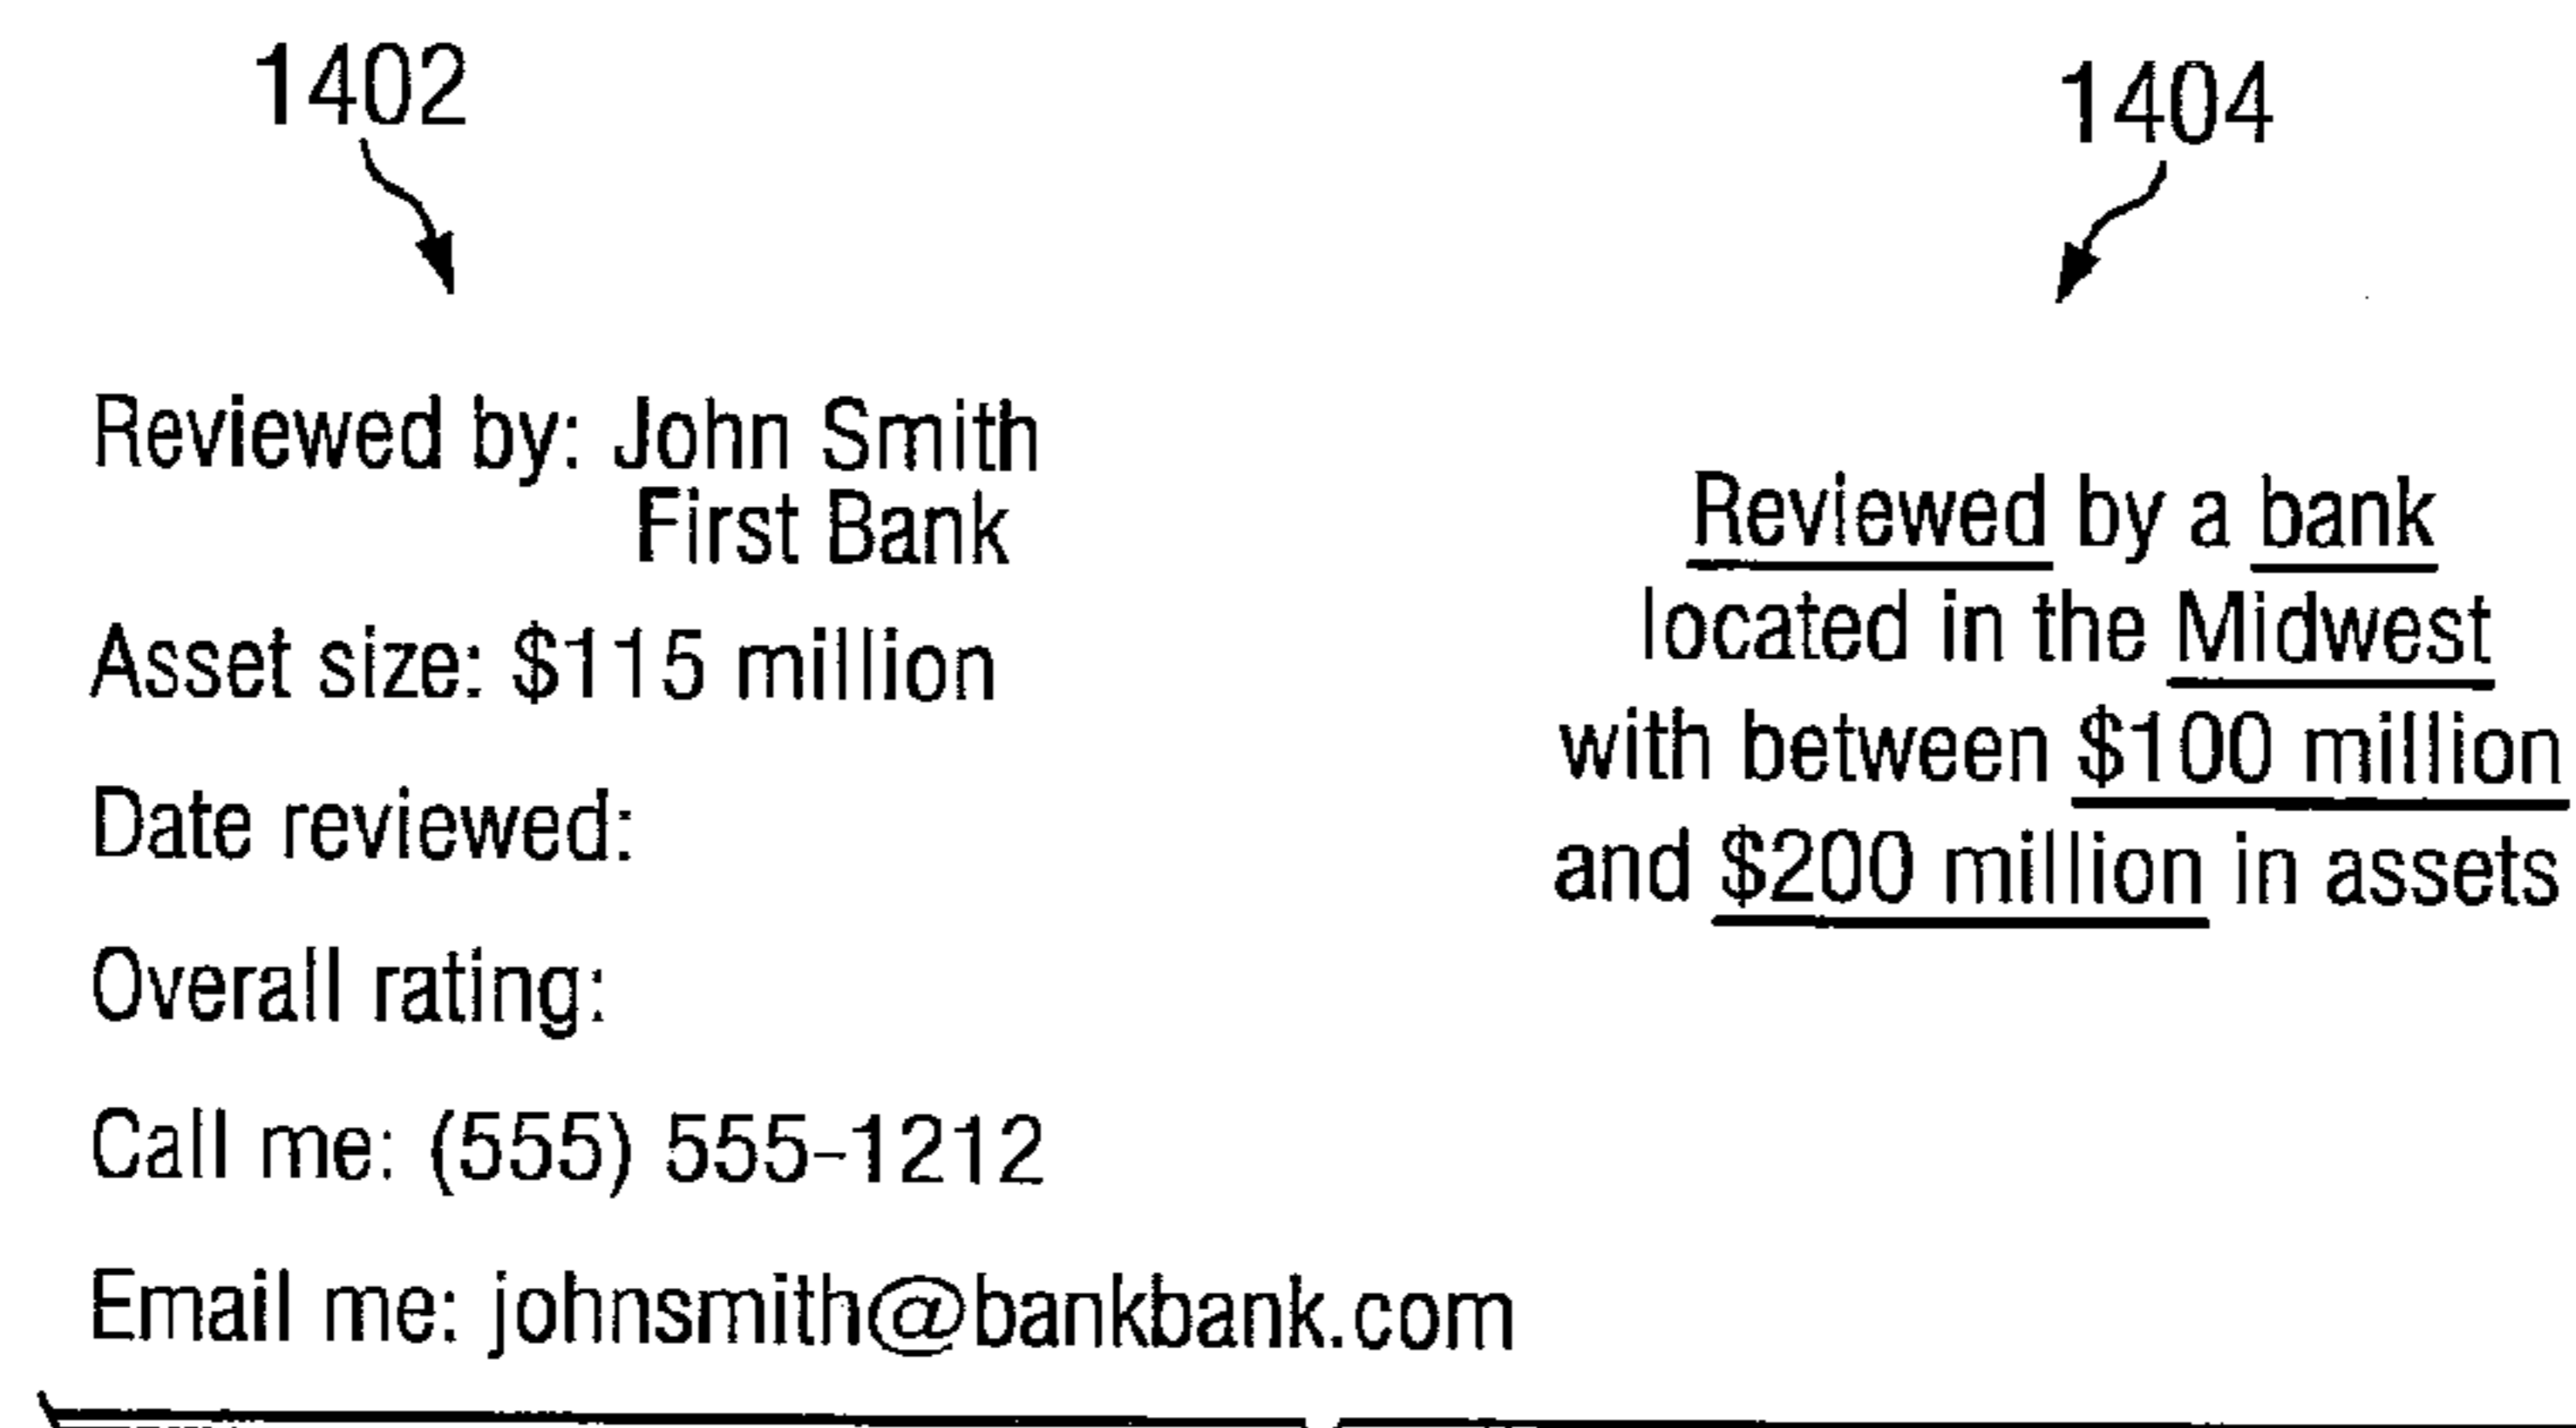 1402
1404
Reviewed by: John Smith
First Bank
Asset size: $115 million
Date reviewed:
Overall rating:
Call me: (555) 555-1212
Email me: johnsmith@bankbank.com
Reviewed by a bank
located in the Midwest
with between $100 million
and $200 million in assets